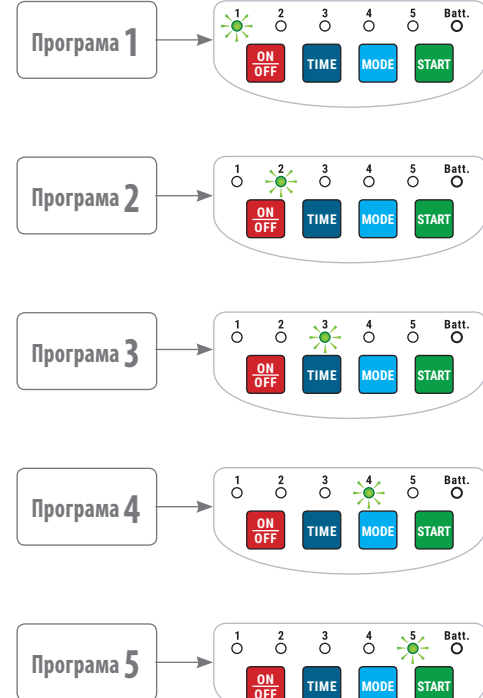 Програма 1
1 2 3 4 5 Batt.
ON
OFF TIME MODE START
Програма 2
1 2 3 4 5 Batt.
ON
OFF TIME MODE START
Програма 3
1 2 3 4 5 Batt.
ON
OFF TIME MODE START
Програма 4
1 2 3 4 5 Batt.
ON
OFF TIME MODE START
Програма 5
1 2 3 4 5 Batt.
ON
OFF TIME MODE START